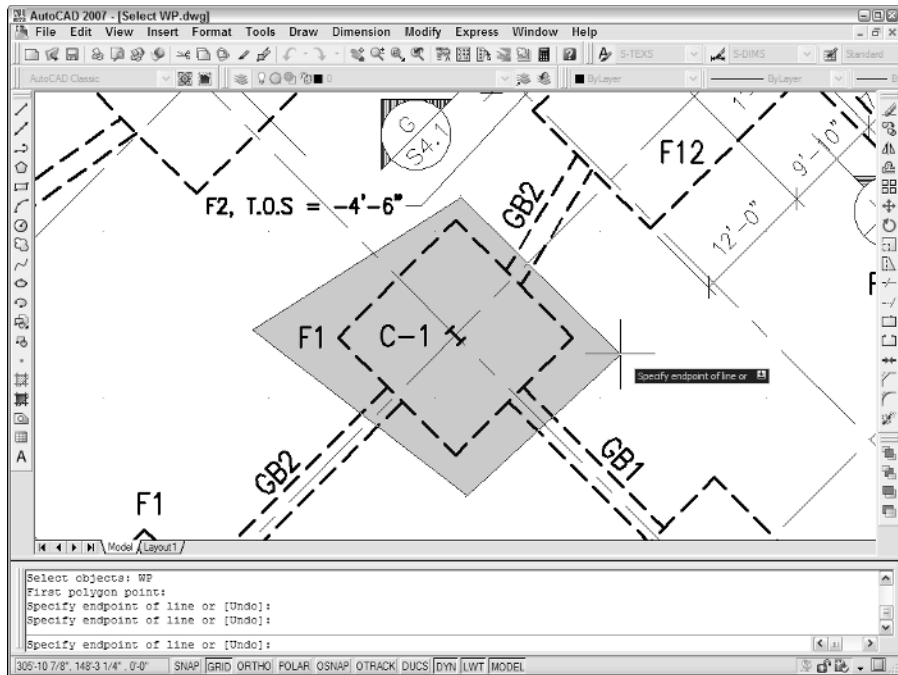 AutoCAD 2007 - [Select WP.dwg]
File Edit View Insert Format Tools Draw Dimension Modify Express Window Help
S-TEXS S-DIMS Standard
AutoCAD Classic 0 ByLayer ByLayer
G
S4.1
F12
9'-10"
12'-0"
F2, T.O.S = -4'-6"
GB2
F1 C-1
Specify endpoint of line or
GB2
GB1
F1
Model Layout1
Select objects: WP
First polygon point:
Specify endpoint of line or [Undo]:
Specify endpoint of line or [Undo]:
Specify endpoint of line or [Undo]:
305'-10 7/8", 148'-3 1/4" , 0'-0" SNAP GRID ORTHO POLAR OSNAP OTRACK DUCS DYN LWT MODEL